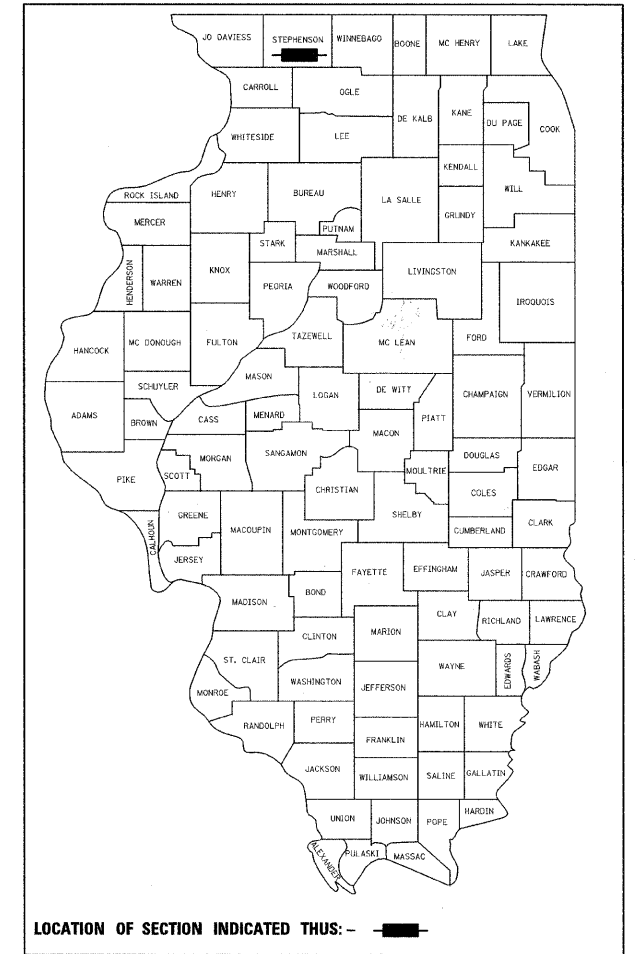 JO DAVIESS STEPHENSON WINNEBAGO BOONE MC HENRY LAKE
CARROLL OGLE DE KALB KANE DU PAGE COOK
WHITESIDE LEE
KENDALL
ROCK ISLAND HENRY BUREAU LA SALLE GRUNDY WILL
MERCER STARK PUTNAM KANKAKEE
MARSHALL
HENDERSON WARREN KNOX PEORIA WOODFORD LIVINGSTON
IROQUOIS
HANCOCK MC DONOUGH FULTON TAZEWELL MC LEAN FORD
MASON
SCHUYLER LOGAN DE WITT CHAMPAIGN VERMILION
ADAMS BROWN CASS MENARD PIATT
MACON
MORGAN SANGAMON DOUGLAS
PIKE SCOTT MOULTRIE EDGAR
CHRISTIAN COLES
GREENE SHELBY
CALHOUN MACOUPIN MONTGOMERY CUMBERLAND CLARK
JERSEY FAYETTE EFFINGHAM JASPER CRAWFORD
MADISON BOND
CLAY RICHLAND LAWRENCE
CLINTON MARION
ST. CLAIR WAYNE EDWARDS WABASH
WASHINGTON JEFFERSON
MONROE
RANDOLPH PERRY HAMILTON WHITE
FRANKLIN
JACKSON WILLIAMSON SALINE GALLATIN
HARDIN
UNION JOHNSON POPE
ALEXANDER PULASKI MASSAC
LOCATION OF SECTION INDICATED THUS: -